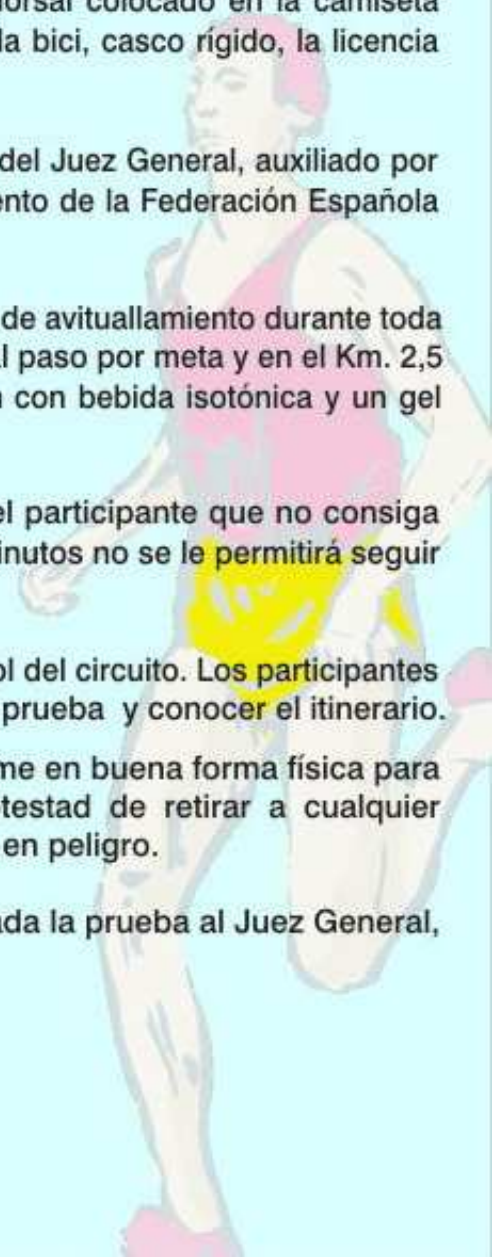 dorsal colocado en la camiseta
la bici, casco rígido, la licencia
del Juez General, auxiliado por
ento de la Federación Española
de avituallamiento durante toda
al paso por meta y en el Km. 2,5
con bebida isotónica y un gel
el participante que no consiga
inutos no se le permitirá seguir
ol del circuito. Los participantes
prueba y conocer el itinerario.
me en buena forma física para
testad de retirar a cualquier
en peligro.
ada la prueba al Juez General,